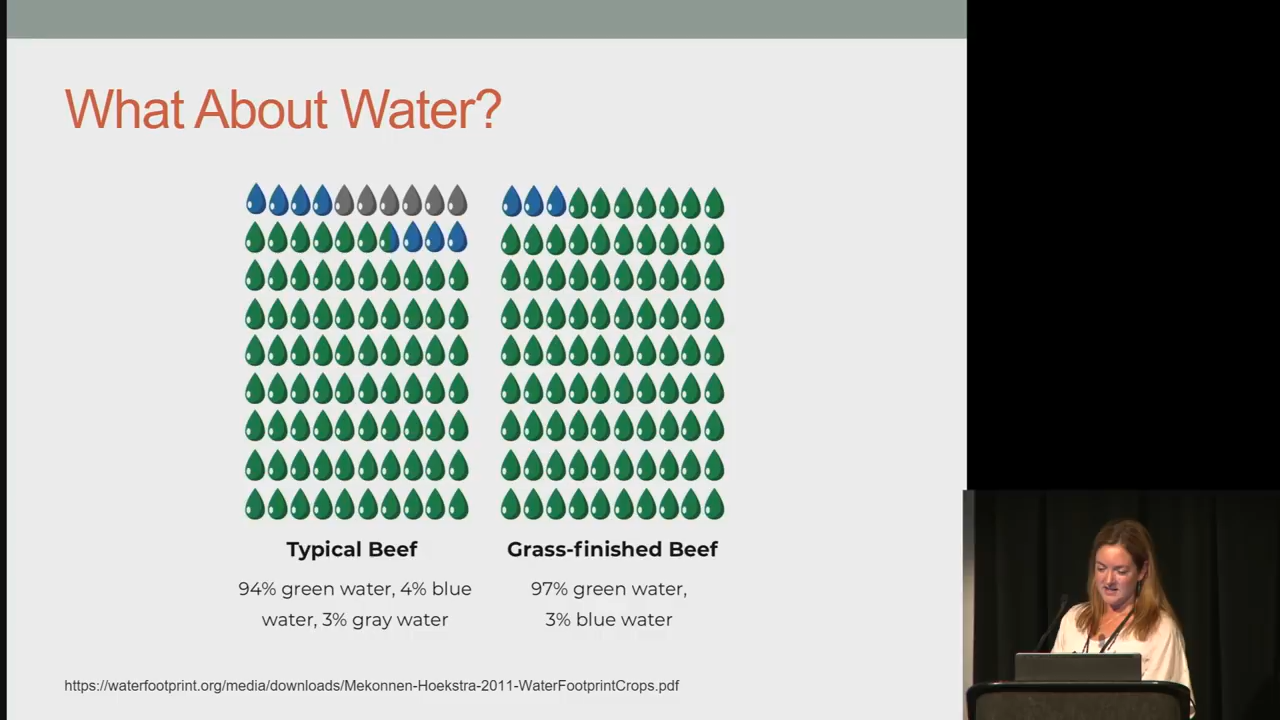 What About Water?
Typical Beef
94% green water, 4% blue
water, 3% gray water
Grass-finished Beef
97% green water,
3% blue water
https://waterfootprint.org/media/downloads/Mekonnen-Hoekstra-2011-WaterFootprintCrops.pdf